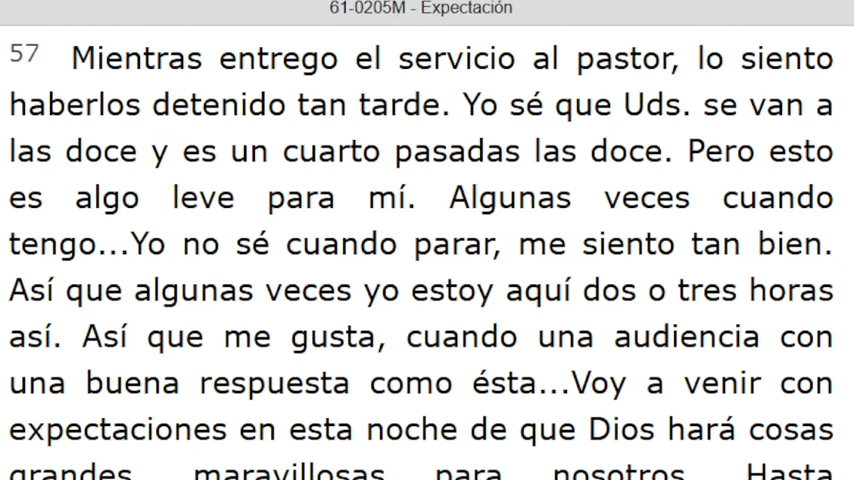 61-0205M - Expectación
57 Mientras entrego el servicio al pastor, lo siento
haberlos detenido tan tarde. Yo sé que Uds. se van a
las doce y es un cuarto pasadas las doce. Pero esto
es algo leve para mí. Algunas veces cuando
tengo...Yo no sé cuando parar, me siento tan bien.
Así que algunas veces yo estoy aquí dos o tres horas
así. Así que me gusta, cuando una audiencia con
una buena respuesta como ésta...Voy a venir con
expectaciones en esta noche de que Dios hará cosas
grandes, maravillosas para nosotros. Hasta